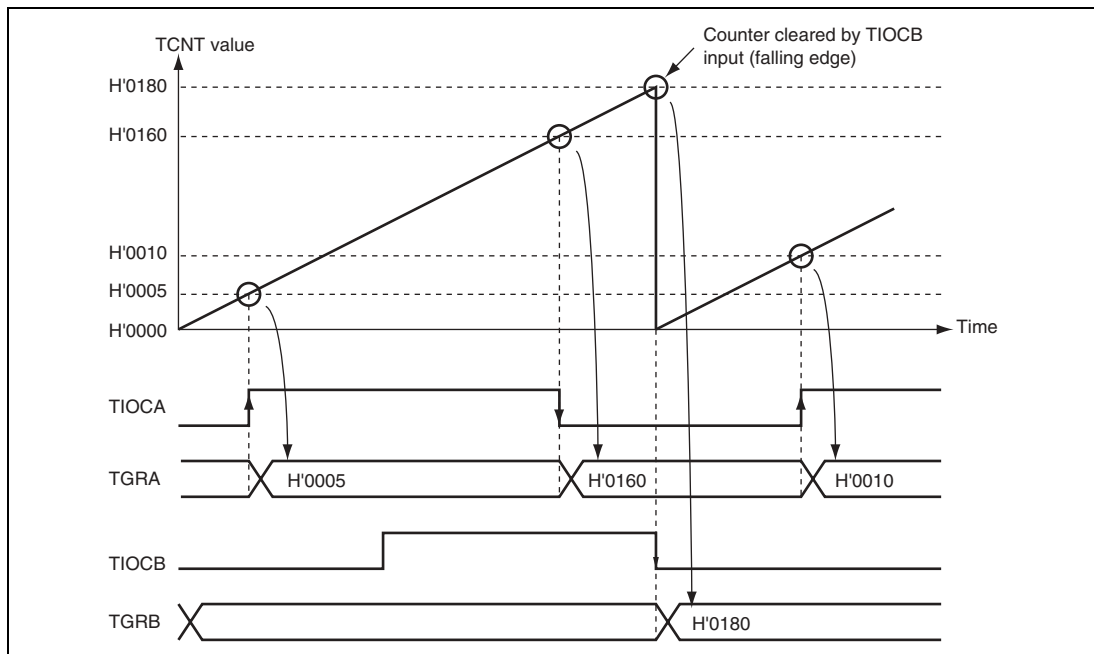 Counter cleared by TIOCB
input (falling edge)
TCNT value
H'0180
H'0160
H'0010
H'0005
H'0000
Time
TIOCA
TGRA
H'0005
H'0160
H'0010
TIOCB
TGRB
H'0180